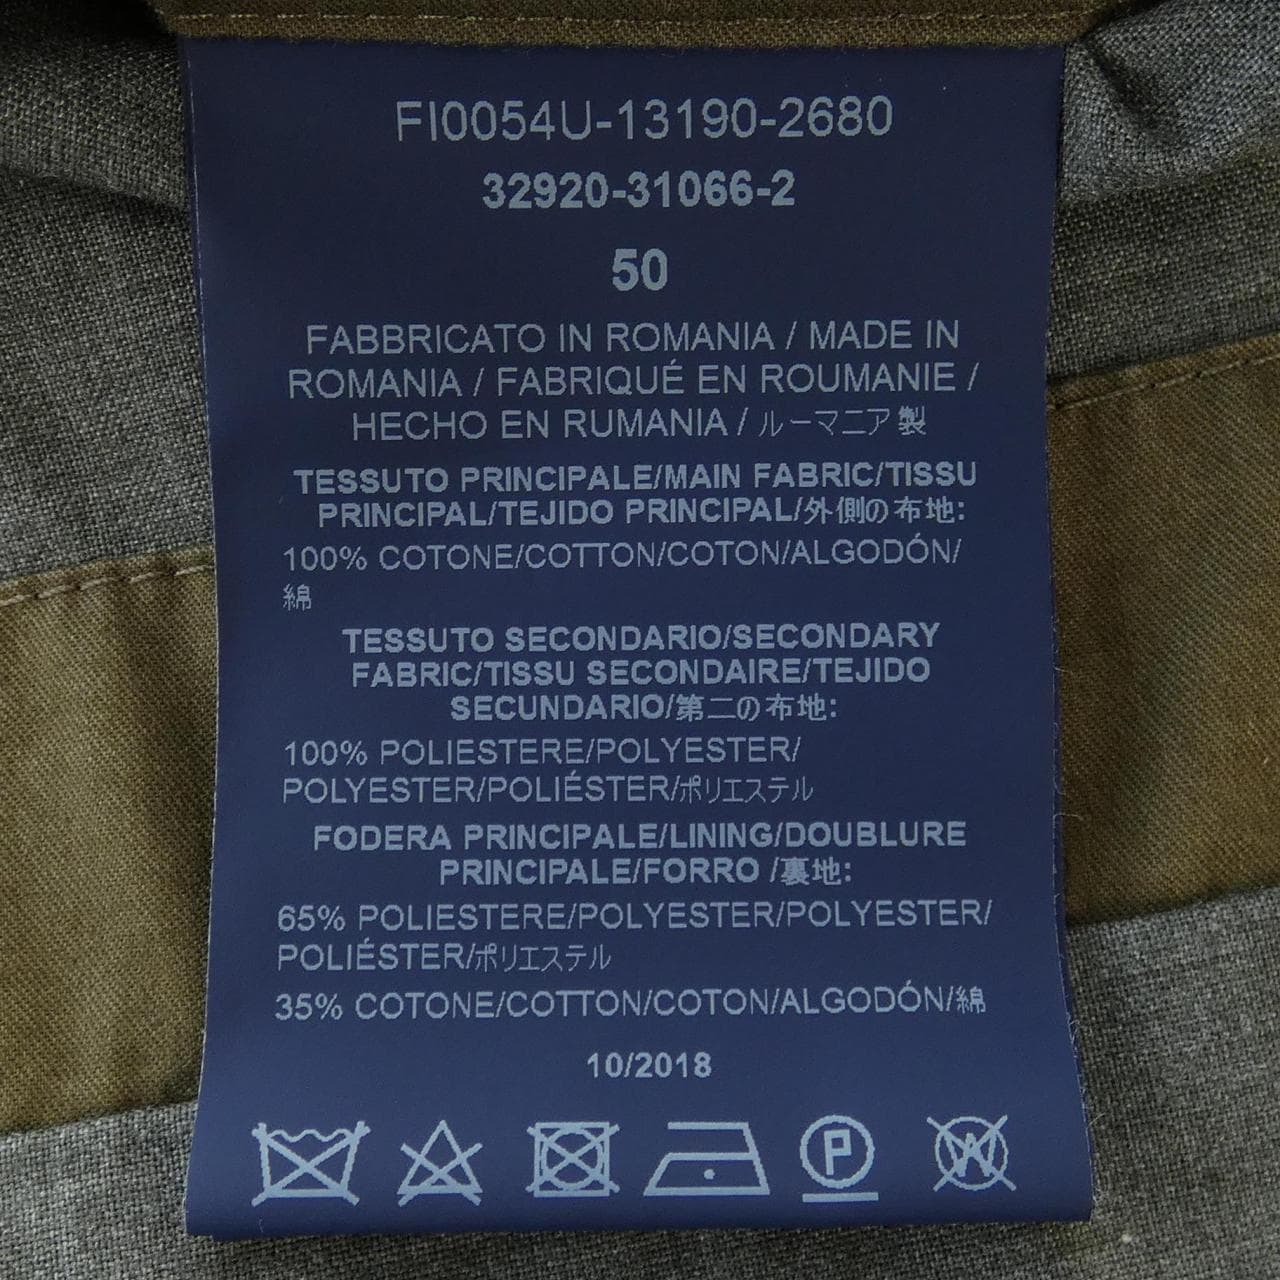 FI0054U-13190-2680
32920-31066-2
50
FABBRICATO IN ROMANIA / MADE IN
ROMANIA / FABRIQUÉ EN ROUMANIE /
HECHO EN RUMANIA / ルーマニア製
TESSUTO PRINCIPALE/MAIN FABRIC/TISSU
PRINCIPAL/TEJIDO PRINCIPAL/外側の布地:
100% COTONE/COTTON/COTON/ALGODÓN/
綿
TESSUTO SECONDARIO/SECONDARY
FABRIC/TISSU SECONDAIRE/TEJIDO
SECUNDARIO/第二の布地:
100% POLIESTERE/POLYESTER/
POLYESTER/POLIÉSTER/ポリエステル
FODERA PRINCIPALE/LINING/DOUBLURE
PRINCIPALE/FORRO /裏地:
65% POLIESTERE/POLYESTER/POLYESTER/
POLIÉSTER/ポリエステル
35% COTONE/COTTON/COTON/ALGODÓN/綿
10/2018
P W